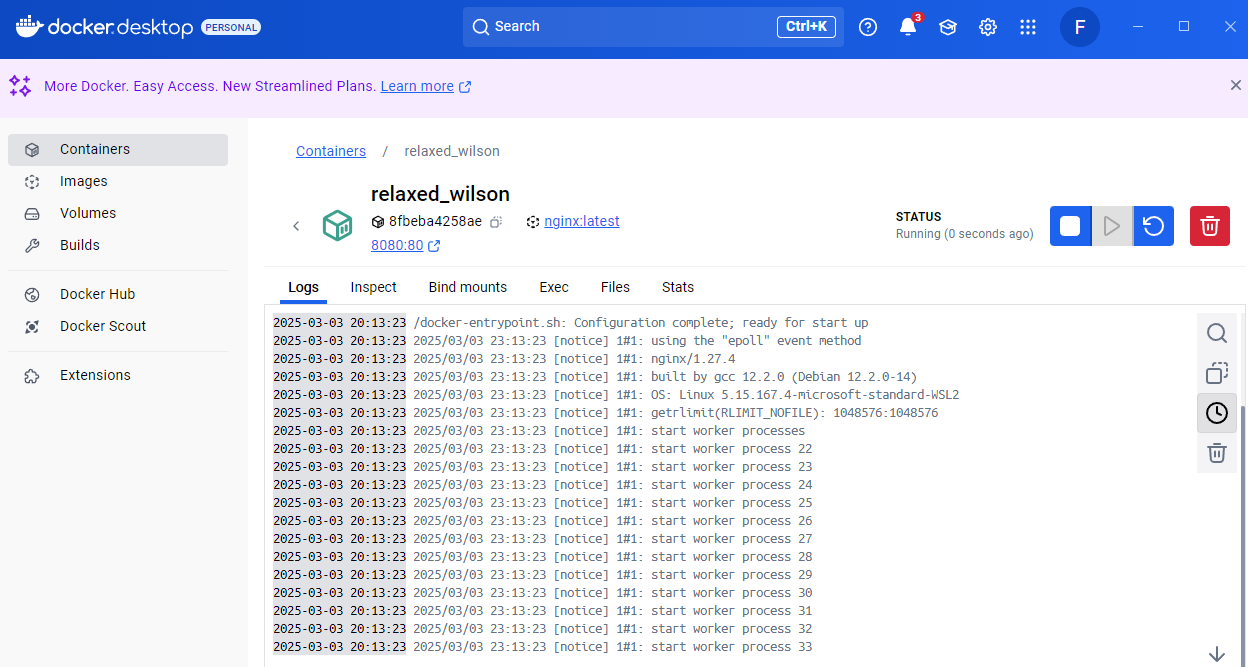 docker desktop PERSONAL
Search
Ctrl+K
3
F
More Docker. Easy Access. New Streamlined Plans. Learn more
Containers
Images
Volumes
Builds
Docker Hub
Docker Scout
Extensions
Containers / relaxed_wilson
relaxed_wilson
8fbeba4258ae nginx:latest
8080:80
STATUS
Running (0 seconds ago)
Logs Inspect Bind mounts Exec Files Stats
2025-03-03 20:13:23 /docker-entrypoint.sh: Configuration complete; ready for start up
2025-03-03 20:13:23 2025/03/03 23:13:23 [notice] 1#1: using the "epoll" event method
2025-03-03 20:13:23 2025/03/03 23:13:23 [notice] 1#1: nginx/1.27.4
2025-03-03 20:13:23 2025/03/03 23:13:23 [notice] 1#1: built by gcc 12.2.0 (Debian 12.2.0-14)
2025-03-03 20:13:23 2025/03/03 23:13:23 [notice] 1#1: OS: Linux 5.15.167.4-microsoft-standard-WSL2
2025-03-03 20:13:23 2025/03/03 23:13:23 [notice] 1#1: getrlimit(RLIMIT_NOFILE): 1048576:1048576
2025-03-03 20:13:23 2025/03/03 23:13:23 [notice] 1#1: start worker processes
2025-03-03 20:13:23 2025/03/03 23:13:23 [notice] 1#1: start worker process 22
2025-03-03 20:13:23 2025/03/03 23:13:23 [notice] 1#1: start worker process 23
2025-03-03 20:13:23 2025/03/03 23:13:23 [notice] 1#1: start worker process 24
2025-03-03 20:13:23 2025/03/03 23:13:23 [notice] 1#1: start worker process 25
2025-03-03 20:13:23 2025/03/03 23:13:23 [notice] 1#1: start worker process 26
2025-03-03 20:13:23 2025/03/03 23:13:23 [notice] 1#1: start worker process 27
2025-03-03 20:13:23 2025/03/03 23:13:23 [notice] 1#1: start worker process 28
2025-03-03 20:13:23 2025/03/03 23:13:23 [notice] 1#1: start worker process 29
2025-03-03 20:13:23 2025/03/03 23:13:23 [notice] 1#1: start worker process 30
2025-03-03 20:13:23 2025/03/03 23:13:23 [notice] 1#1: start worker process 31
2025-03-03 20:13:23 2025/03/03 23:13:23 [notice] 1#1: start worker process 32
2025-03-03 20:13:23 2025/03/03 23:13:23 [notice] 1#1: start worker process 33